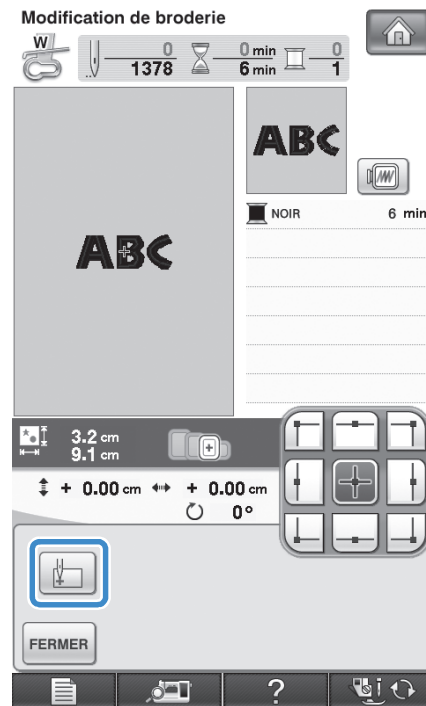 Modification de broderie
W
0
1378
0 min
6 min
0
1
ABC
ABC
NOIR 6 min
3.2 cm
9.1 cm
+ 0.00 cm + 0.00 cm
0°
FERMER
?